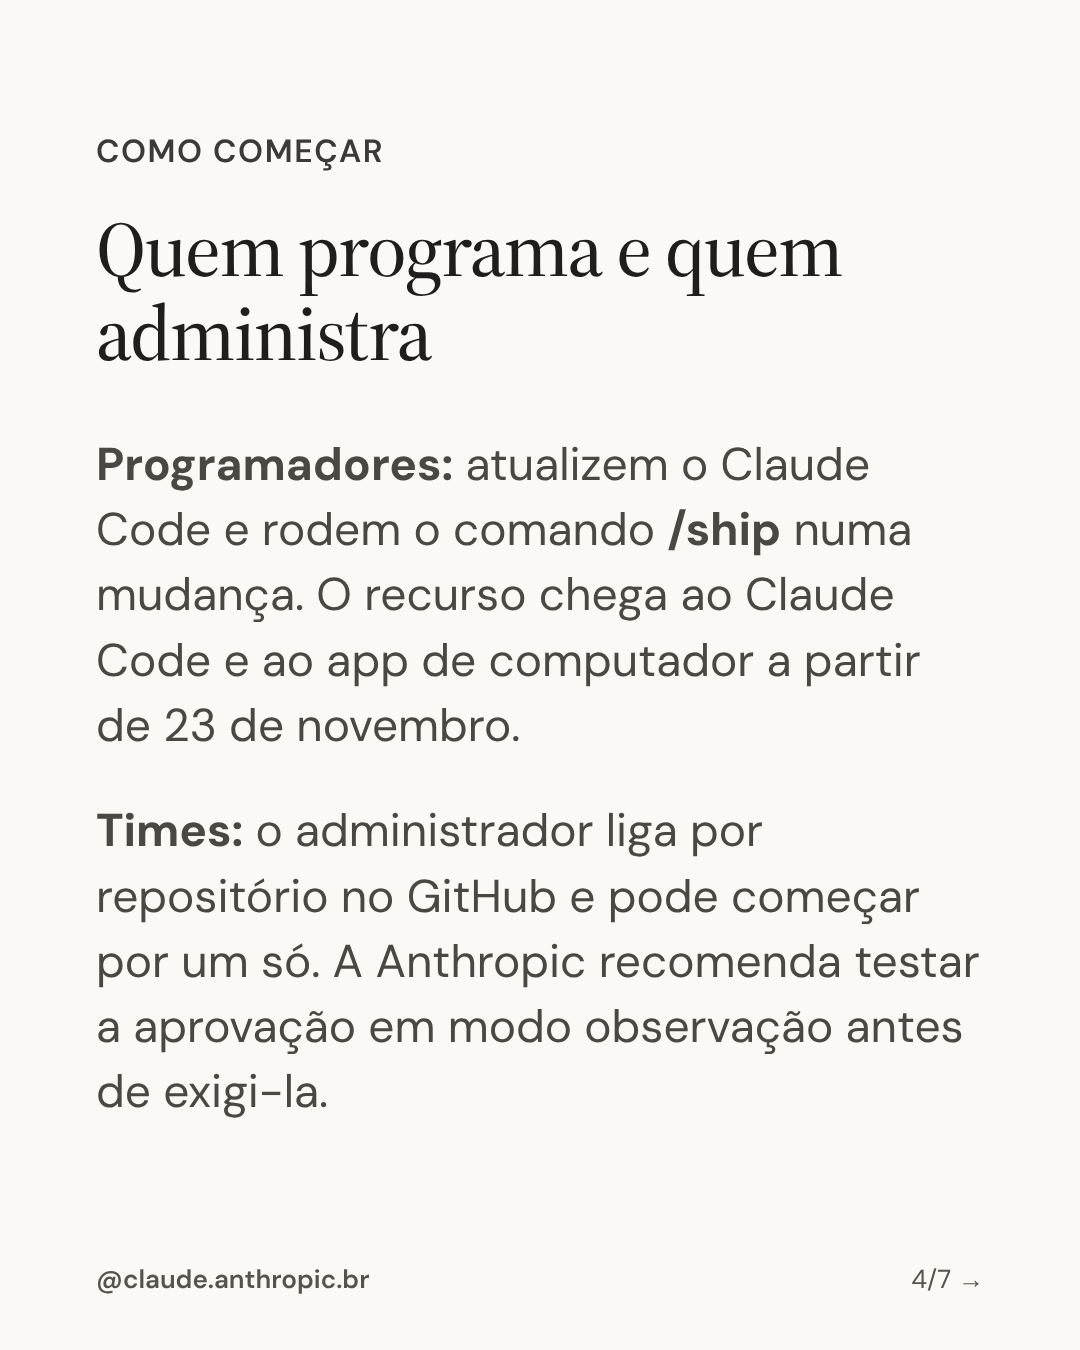 COMO COMEÇAR
Quem programa e quem
administra
Programadores: atualizem o Claude
Code e rodem o comando /ship numa
mudança. O recurso chega ao Claude
Code e ao app de computador a partir
de 23 de novembro.
Times: o administrador liga por
repositório no GitHub e pode começar
por um só. A Anthropic recomenda testar
a aprovação em modo observação antes
de exigi-la.
@claude.anthropic.br
4/7 →